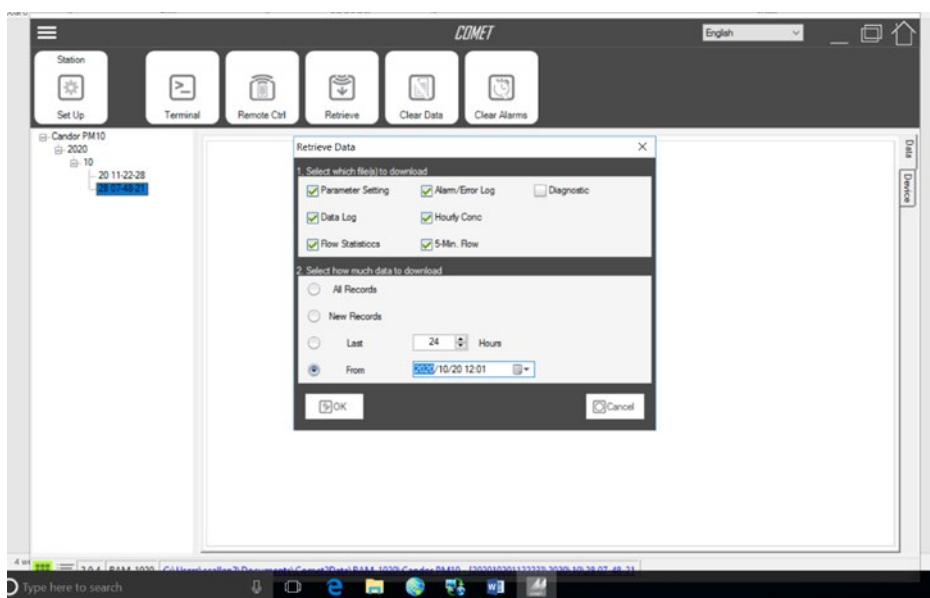 COMET
English
Station
Set Up
Terminal
Remote Ctrl
Retrieve
Clear Data
Clear Alarms
Candor PM10
2020
10
20 11-22-28
28 07-48-21
Data
Device
Retrieve Data
1. Select which file(s) to download
Parameter Setting
Alarm/Error Log
Diagnostic
Data Log
Hourly Conc
Flow Statisticcs
5-Min. Flow
2. Select how much data to download
All Records
New Records
Last 24 Hours
From 2020/10/20 12:01
OK
Cancel
Type here to search